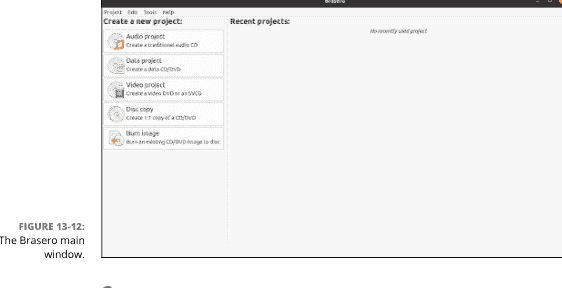 Brasero
Project Edit Tools Help
Create a new project:
Recent projects:
No recently used project
Audio project
Create a traditional audio CD
Data project
Create a data CD/DVD
Video project
Create a video DVD or an SVCD
Disc copy
Create 1:1 copy of a CD/DVD
Burn image
Burn an existing CD/DVD image to disc
FIGURE 13-12:
The Brasero main
window.